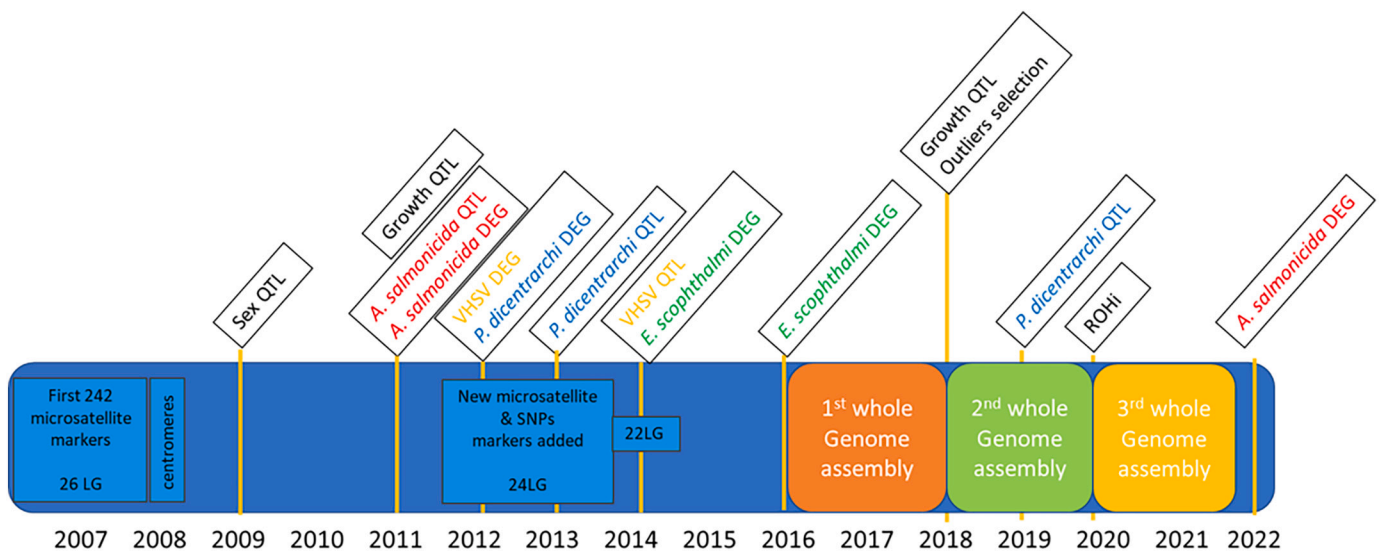 Sex QTL
Growth QTL
A. salmonicida QTL
A. salmonicida DEG
VHSV DEG
P. dicentrarchi DEG
P. dicentrarchi QTL
VHSV QTL
E. scophthalmi DEG
E. scophthalmi DEG
Growth QTL
Outliers selection
P. dicentrarchi QTL
ROHi
A. salmonicida DEG
First 242
microsatellite
markers
26 LG
centromeres
New microsatellite
& SNPs
markers added
24LG
22LG
1st whole
Genome
assembly
2nd whole
Genome
assembly
3rd whole
Genome
assembly
2007 2008 2009 2010 2011 2012 2013 2014 2015 2016 2017 2018 2019 2020 2021 2022